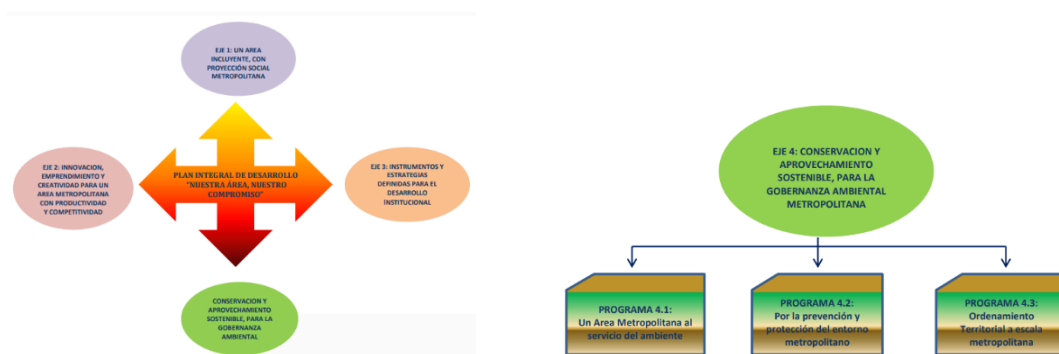 EJE 1: UN AREA
INCLUYENTE, CON
PROYECCIÓN SOCIAL
METROPOLITANA
EJE 2: INNOVACION,
EMPRENDIMIENTO Y
CREATIVIDAD PARA UN
AREA METROPOLITANA
CON PRODUCTIVIDAD
Y COMPETITIVIDAD
PLAN INTEGRAL DE DESARROLLO
"NUESTRA ÁREA, NUESTRO
COMPROMISO"
EJE 3: INSTRUMENTOS Y
ESTRATEGIAS
DEFINIDAS PARA EL
DESARROLLO
INSTITUCIONAL
CONSERVACION Y
APROVECHAMIENTO
SOSTENIBLE, PARA LA
GOBERNANZA
AMBIENTAL
EJE 4: CONSERVACION Y
APROVECHAMIENTO
SOSTENIBLE, PARA LA
GOBERNANZA AMBIENTAL
METROPOLITANA
PROGRAMA 4.1:
Un Area Metropolitana al
servicio del ambiente
PROGRAMA 4.2:
Por la prevención y
protección del entorno
metropolitano
PROGRAMA 4.3:
Ordenamiento
Territorial a escala
metropolitana